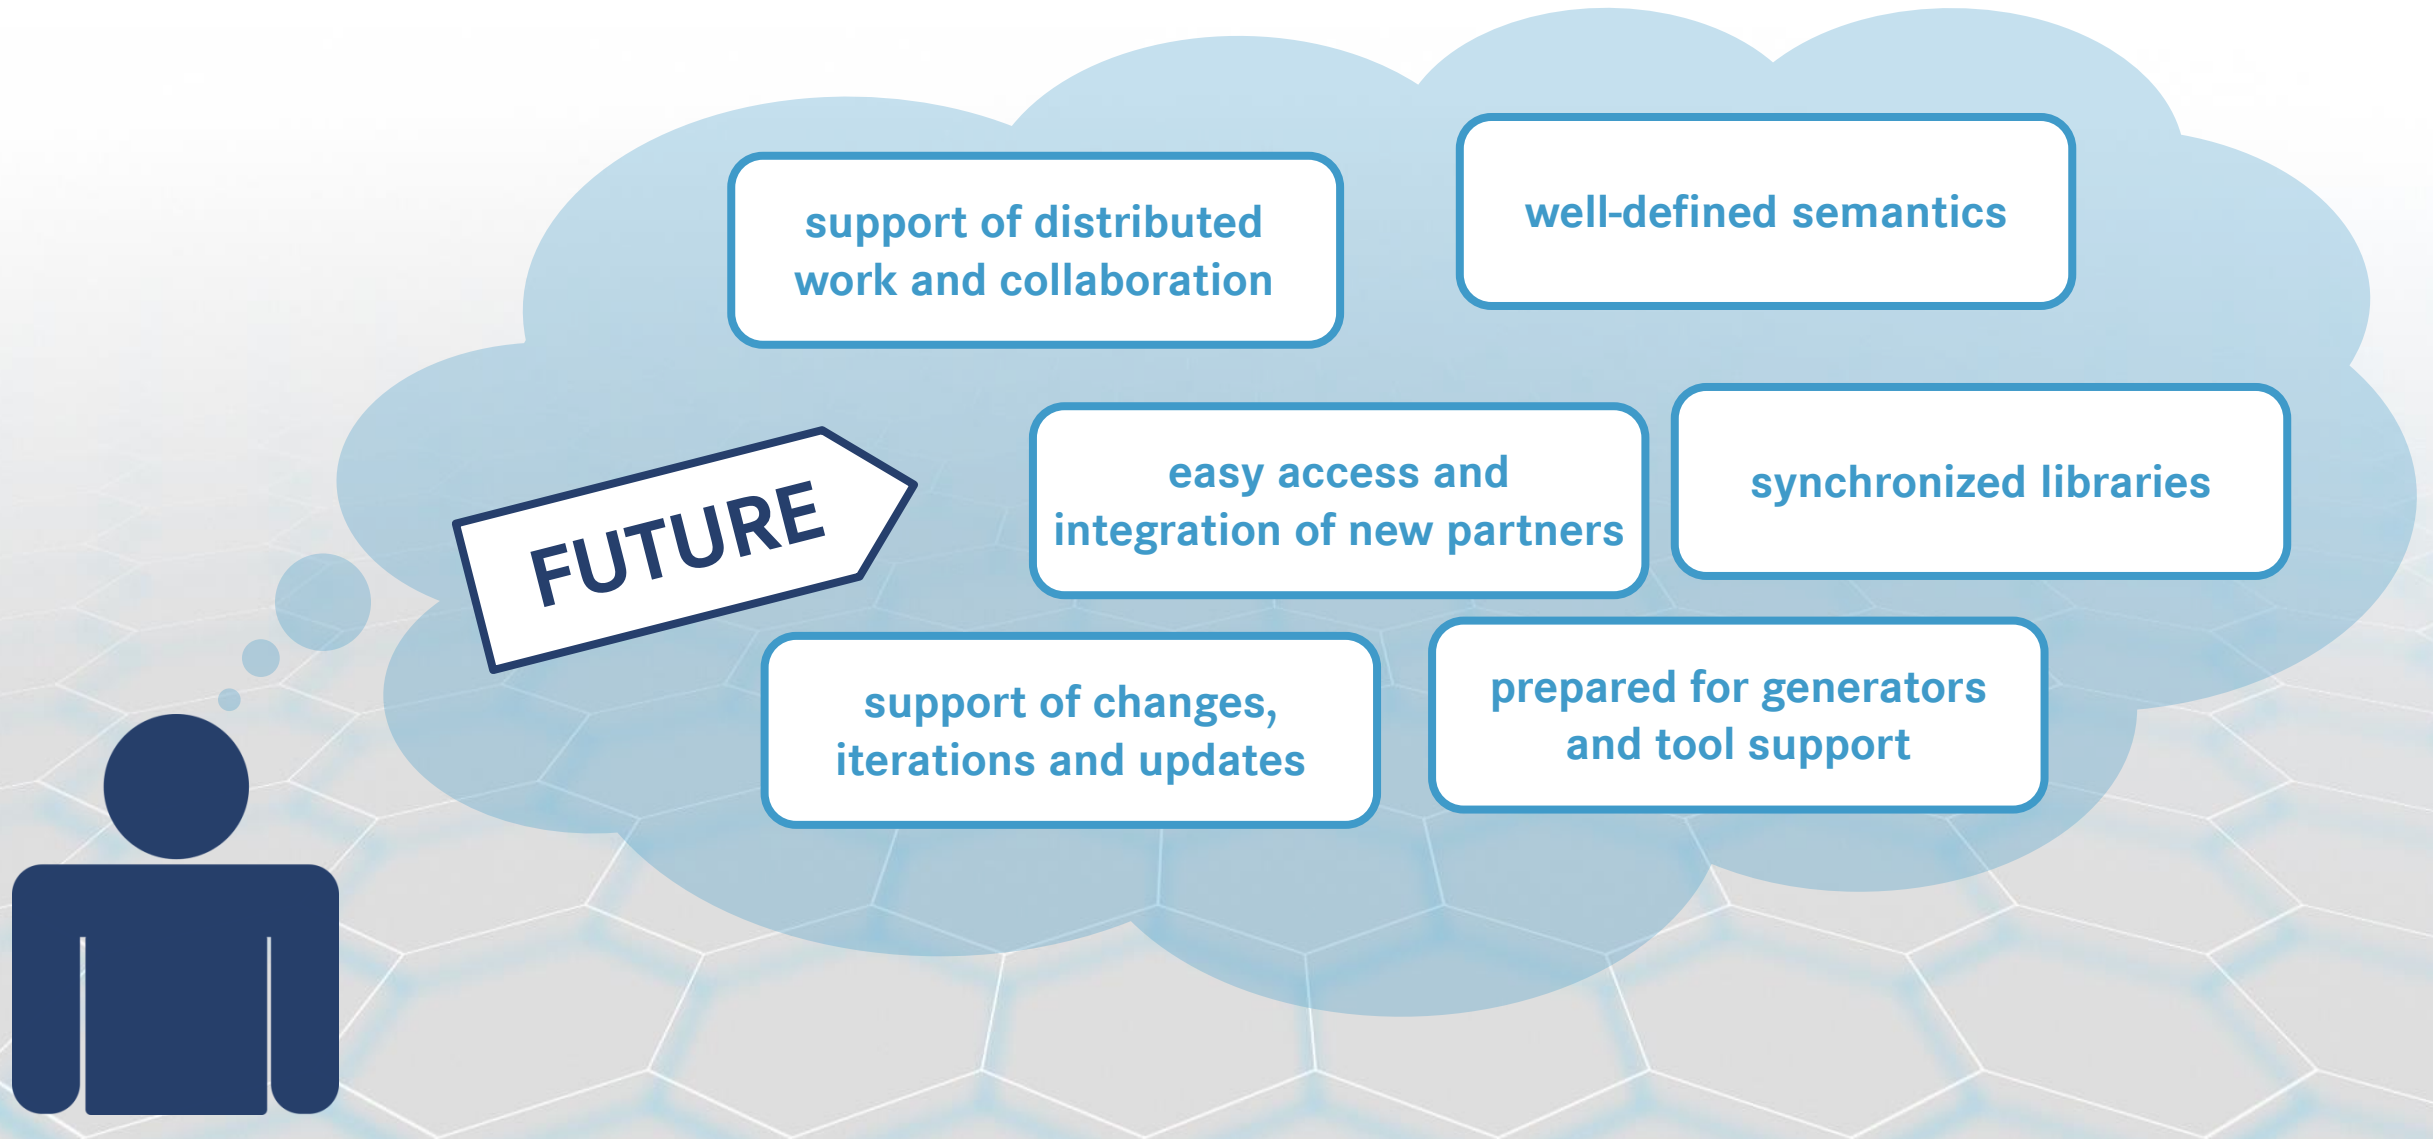 support of distributed
work and collaboration
well-defined semantics
FUTURE
easy access and
integration of new partners
synchronized libraries
support of changes,
iterations and updates
prepared for generators
and tool support